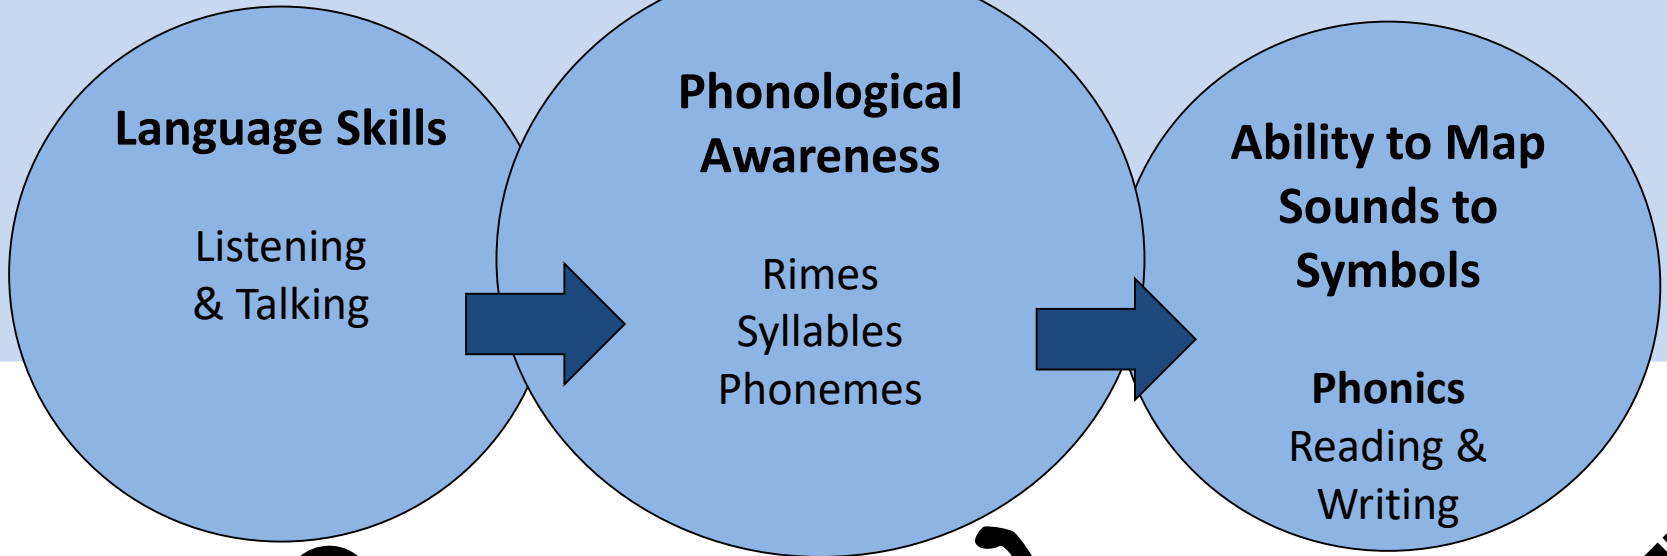 Language Skills
Listening
& Talking
Phonological
Awareness
Rimes
Syllables
Phonemes
Ability to Map
Sounds to
Symbols
Phonics
Reading &
Writing